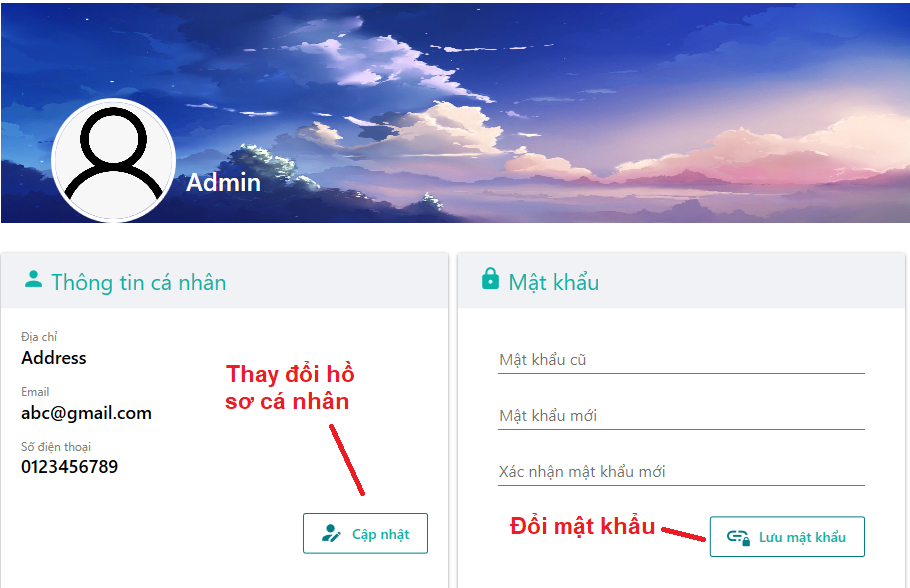 Admin
Thông tin cá nhân
Địa chỉ
Address
Email
abc@gmail.com
Số điện thoại
0123456789
Thay đổi hồ
sơ cá nhân
Cập nhật
Mật khẩu
Mật khẩu cũ
Mật khẩu mới
Xác nhận mật khẩu mới
Đổi mật khẩu
Lưu mật khẩu